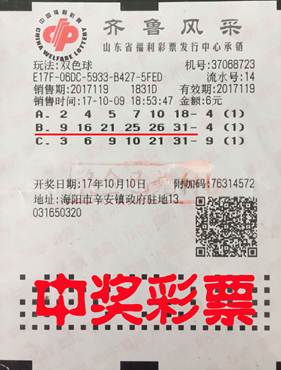 中国福利彩票
CHINA WELFARE LOTTERY
齐鲁风采
山东省福利彩票发行中心承销
玩法:双色球 机号:37068723
E17F-06DC-5933-B427-5FED 流水号:14
销售期:2017119 1831D 有效期:2017119
销售时:17-10-09 18:53:47 金额:6元
A. 2 4 5 7 10 18- 4 (1)
B. 9 16 21 25 26 31- 4 (1)
C. 3 6 9 10 21 31- 9 (1)
开奖日期:17年10月10日 附加码:76314572
地址:海阳市辛安镇政府驻地13
031650320
中奖彩票